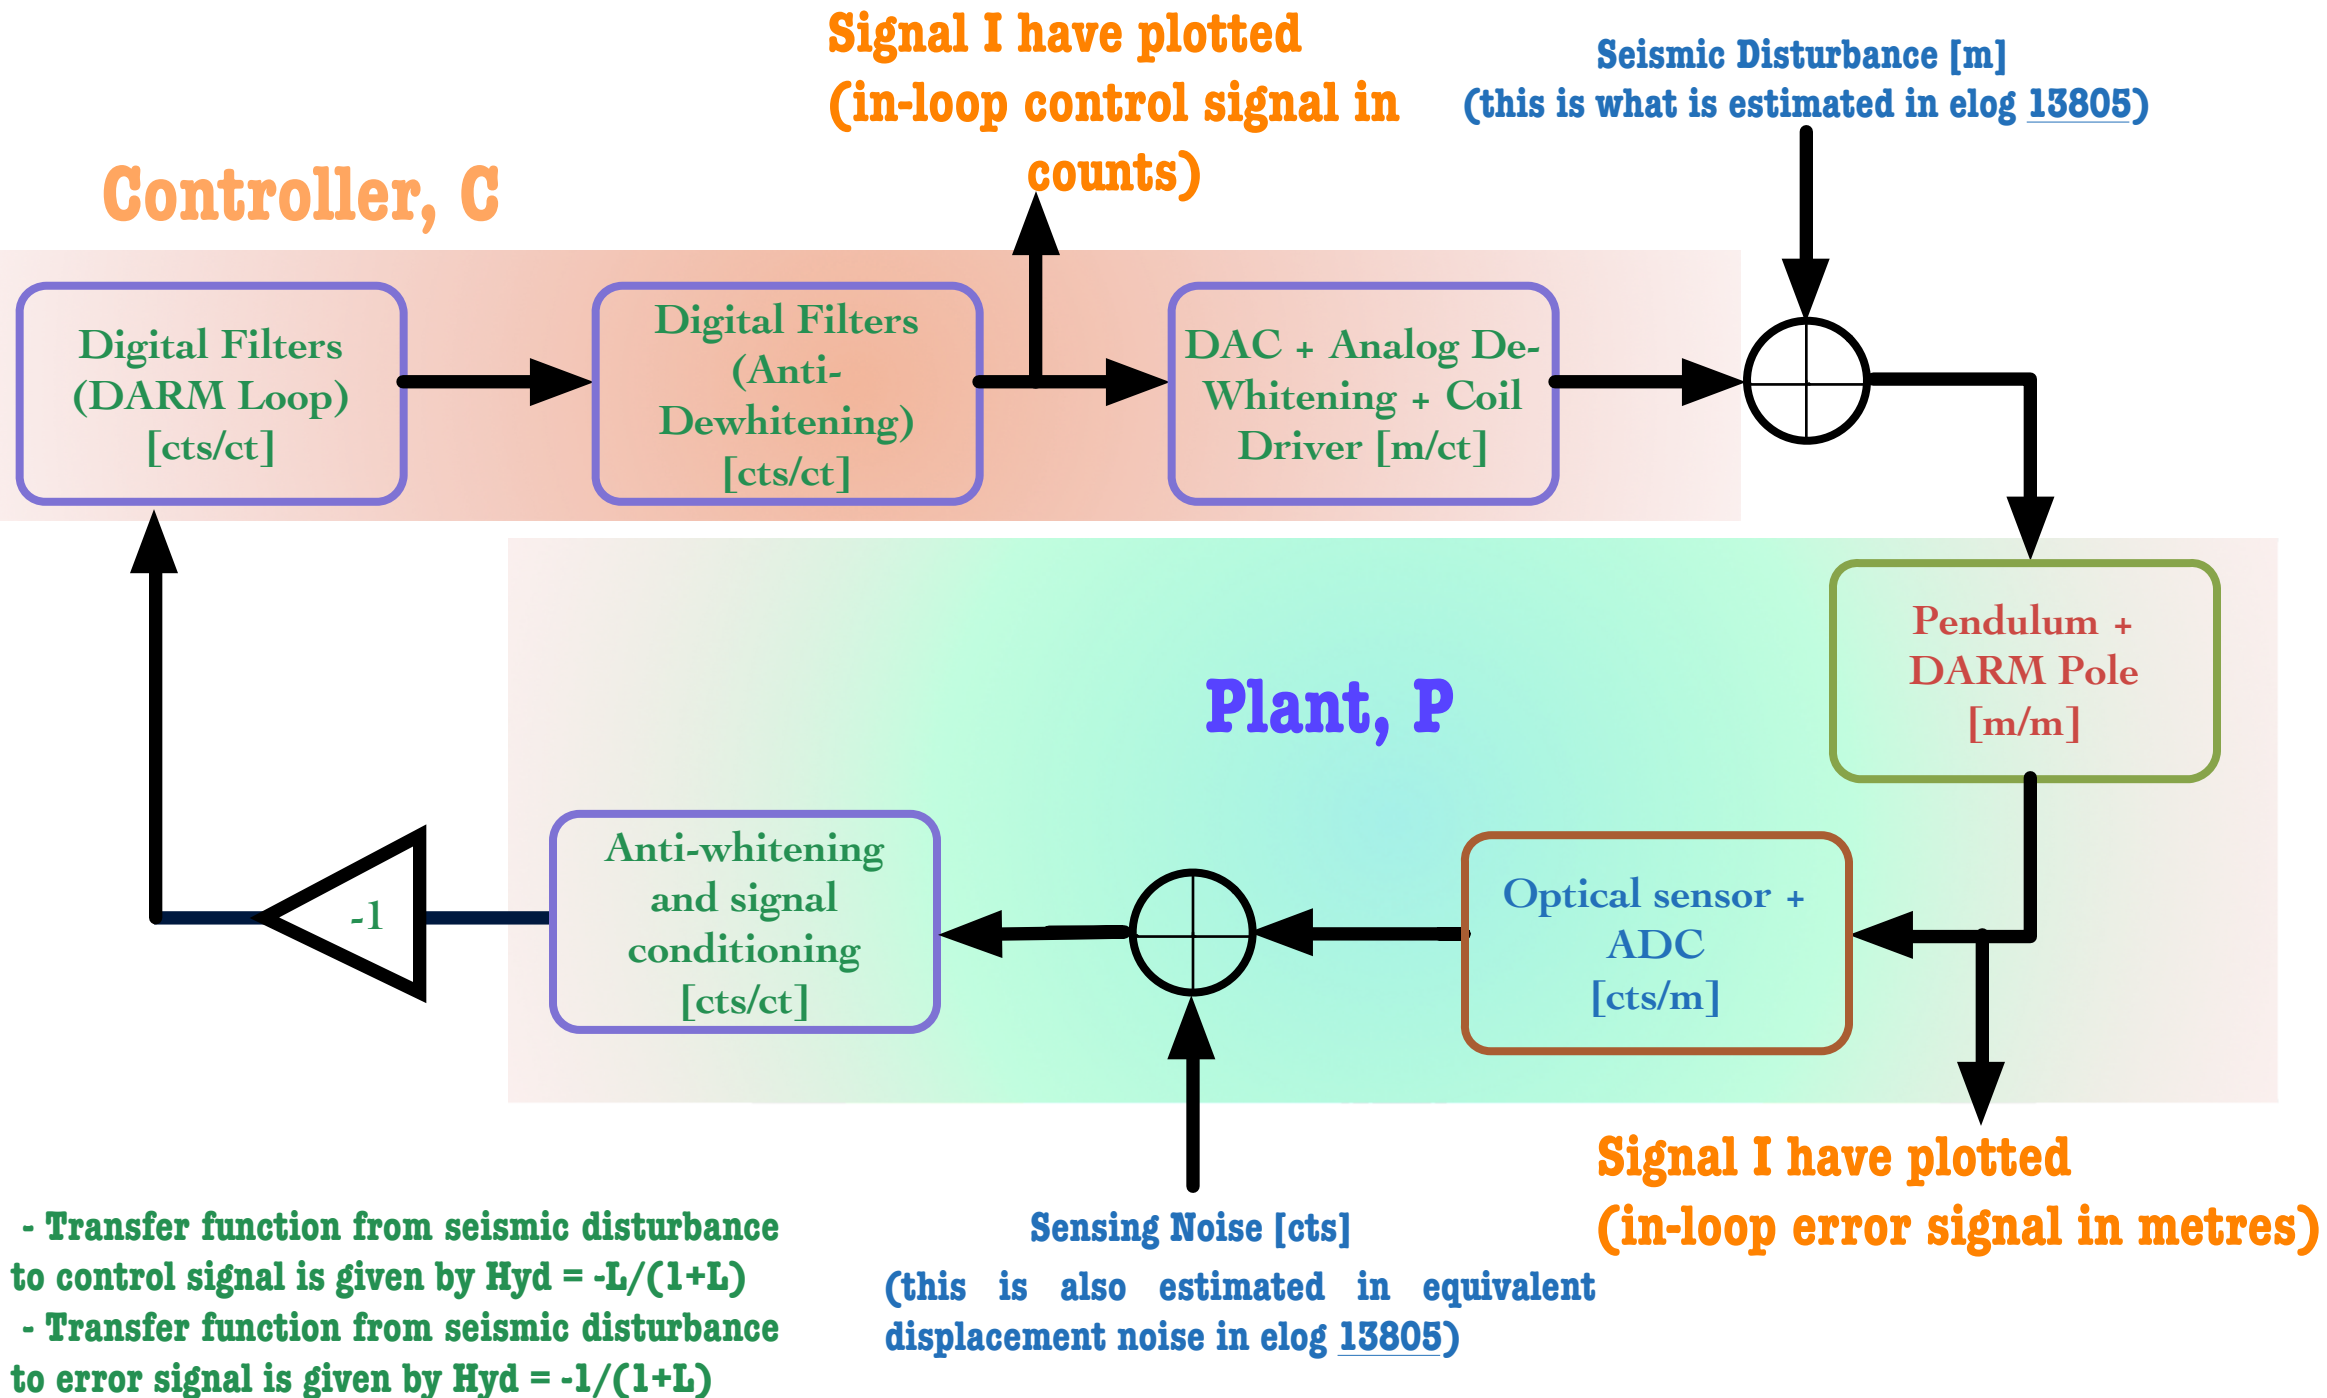 Signal I have plotted
(in-loop control signal in
counts)
Seismic Disturbance [m]
(this is what is estimated in elog 13805)
Controller, C
Digital Filters
(DARM Loop)
[cts/ct]
Digital Filters
(Anti-
Dewhitening)
[cts/ct]
DAC + Analog De-
Whitening + Coil
Driver [m/ct]
Pendulum +
DARM Pole
[m/m]
Plant, P
Anti-whitening
and signal
conditioning
[cts/ct]
-1
Optical sensor +
ADC
[cts/m]
Signal I have plotted
(in-loop error signal in metres)
Sensing Noise [cts]
(this is also estimated in equivalent
displacement noise in elog 13805)
- Transfer function from seismic disturbance
to control signal is given by Hyd = -L/(1+L)
- Transfer function from seismic disturbance
to error signal is given by Hyd = -1/(1+L)